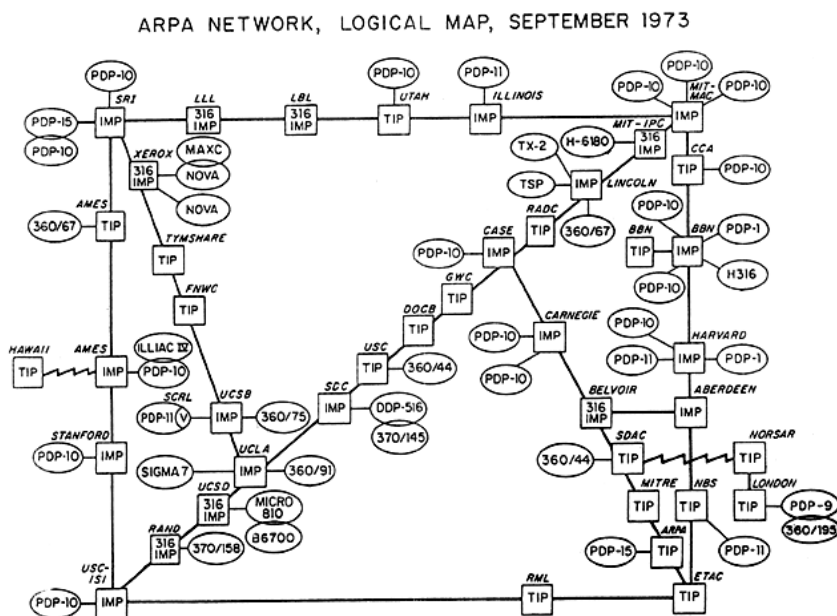 ARPA NETWORK, LOGICAL MAP, SEPTEMBER 1973
PDP-10
PDP-10
PDP-11
PDP-10
SRI
LLL
LBL
UTAH
ILLINOIS
PDP-10
MIT-MAC
PDP-10
PDP-15
IMP
316 IMP
316 IMP
TIP
IMP
IMP
PDP-10
MIT-IPC
XEROX
MAXC
TX-2
H-6180
316 IMP
CCA
316 IMP
NOVA
TSP
IMP
LINCOLN
TIP
PDP-10
NOVA
AMES
RADC
PDP-10
360/67
TIP
360/67
TIP
BBN
BBN
PDP-1
TYMSHARE
CASE
TIP
PDP-10
IMP
TIP
IMP
GWC
PDP-10
H316
FNWC
TIP
TIP
DOCB
CARNEGIE
PDP-10
HARVARD
TIP
PDP-10
IMP
HAWAII
AMES
ILLIAC IV
USC
PDP-11
IMP
PDP-1
TIP
IMP
PDP-10
TIP
360/44
PDP-10
SCRL
UCSB
SDC
BELVOIR
ABERDEEN
PDP-11 V
IMP
360/75
IMP
DDP-516
316 IMP
IMP
STANFORD
370/145
SDAC
NORSAR
UCLA
PDP-10
IMP
SIGMA 7
IMP
360/91
360/44
TIP
TIP
UCSD
MITRE
NBS
LONDON
316 IMP
MICRO 810
TIP
TIP
TIP
PDP-9
RAND
B6700
360/195
316 IMP
370/158
ARPA
USC-ISI
PDP-15
TIP
PDP-11
RML
ETAC
PDP-10
IMP
TIP
TIP